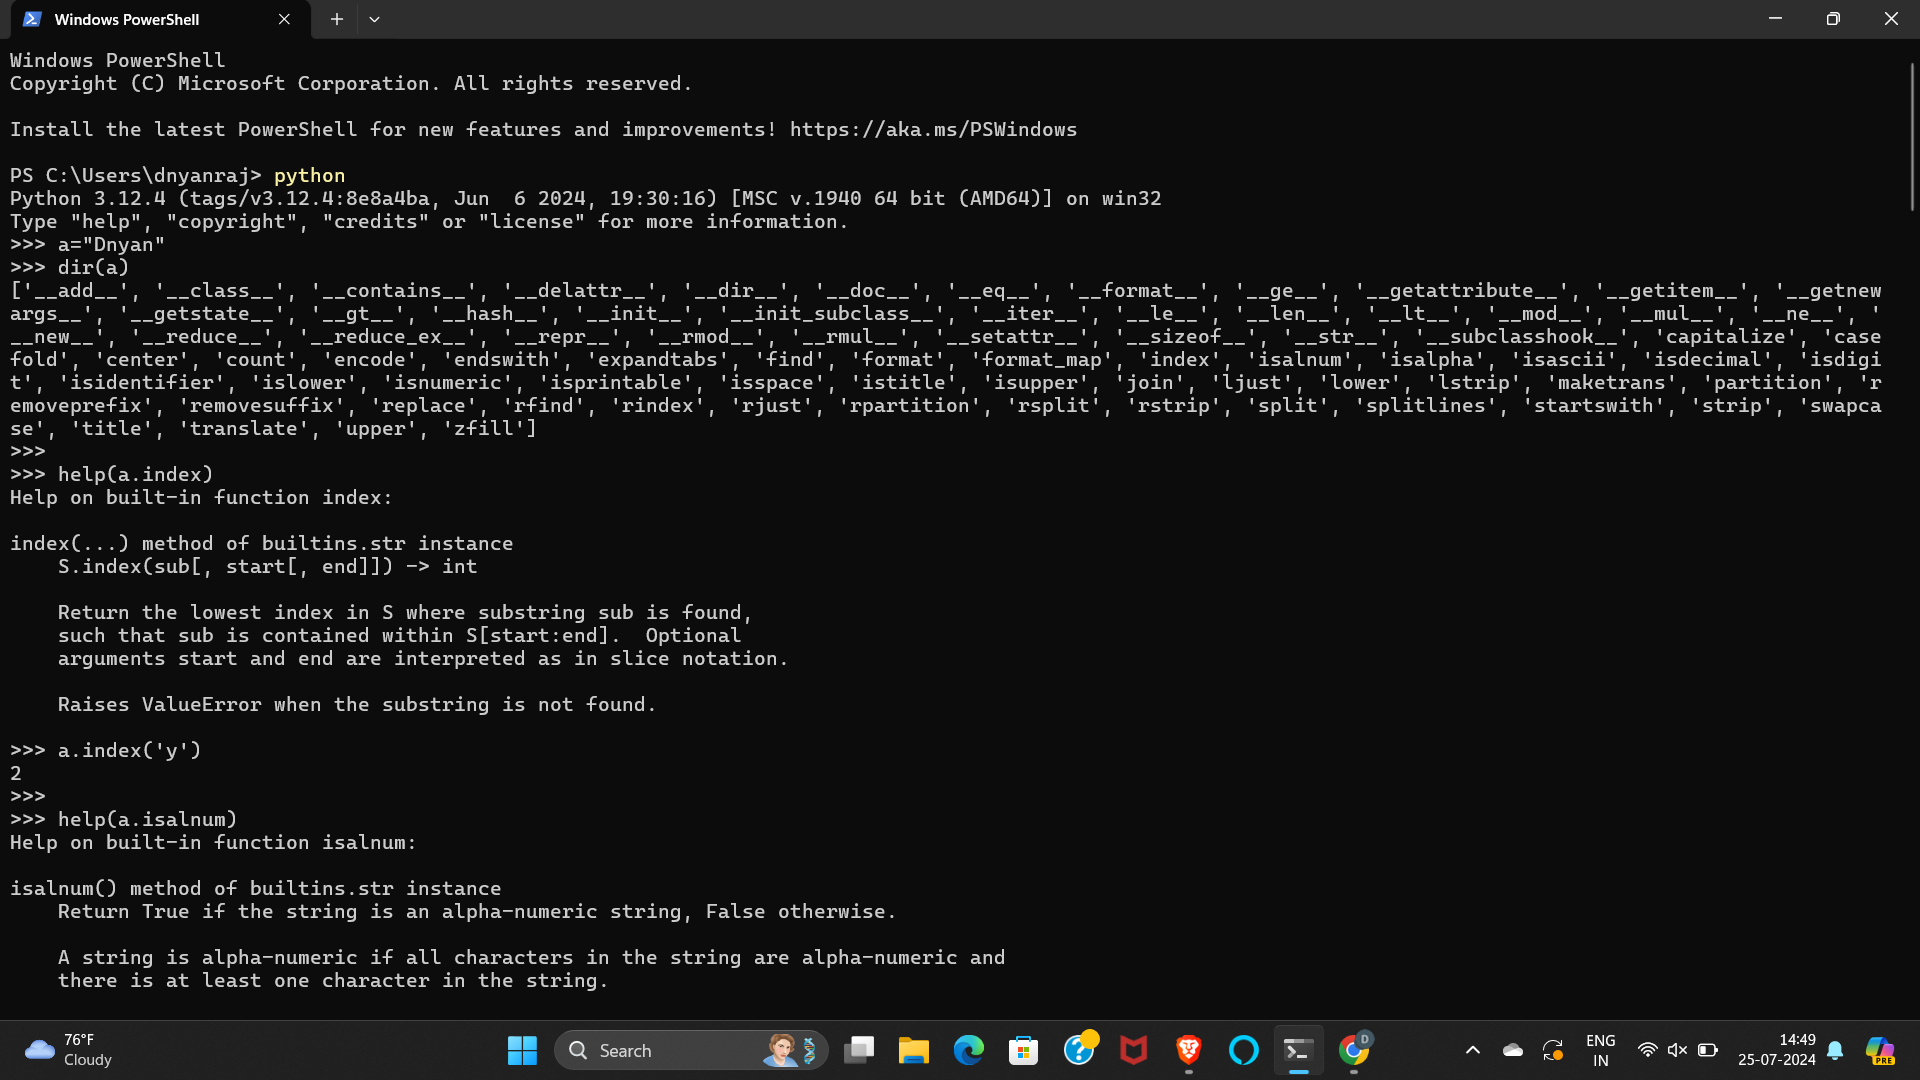 Windows PowerShell
Windows PowerShell
Copyright (C) Microsoft Corporation. All rights reserved.
Install the latest PowerShell for new features and improvements! https://aka.ms/PSWindows
PS C:\Users\dnyanraj> python
Python 3.12.4 (tags/v3.12.4:8e8a4ba, Jun  6 2024, 19:30:16) [MSC v.1940 64 bit (AMD64)] on win32
Type "help", "copyright", "credits" or "license" for more information.
>>> a="Dnyan"
>>> dir(a)
['__add__', '__class__', '__contains__', '__delattr__', '__dir__', '__doc__', '__eq__', '__format__', '__ge__', '__getattribute__', '__getitem__', '__getnew
args__', '__getstate__', '__gt__', '__hash__', '__init__', '__init_subclass__', '__iter__', '__le__', '__len__', '__lt__', '__mod__', '__mul__', '__ne__', '
__new__', '__reduce__', '__reduce_ex__', '__repr__', '__rmod__', '__rmul__', '__setattr__', '__sizeof__', '__str__', '__subclasshook__', 'capitalize', 'case
fold', 'center', 'count', 'encode', 'endswith', 'expandtabs', 'find', 'format', 'format_map', 'index', 'isalnum', 'isalpha', 'isascii', 'isdecimal', 'isdigi
t', 'isidentifier', 'islower', 'isnumeric', 'isprintable', 'isspace', 'istitle', 'isupper', 'join', 'ljust', 'lower', 'lstrip', 'maketrans', 'partition', 'r
emoveprefix', 'removesuffix', 'replace', 'rfind', 'rindex', 'rjust', 'rpartition', 'rsplit', 'rstrip', 'split', 'splitlines', 'startswith', 'strip', 'swapca
se', 'title', 'translate', 'upper', 'zfill']
>>>
>>> help(a.index)
Help on built-in function index:
index(...) method of builtins.str instance
    S.index(sub[, start[, end]]) -> int
    Return the lowest index in S where substring sub is found,
    such that sub is contained within S[start:end].  Optional
    arguments start and end are interpreted as in slice notation.
    Raises ValueError when the substring is not found.
>>> a.index('y')
2
>>>
>>> help(a.isalnum)
Help on built-in function isalnum:
isalnum() method of builtins.str instance
    Return True if the string is an alpha-numeric string, False otherwise.
    A string is alpha-numeric if all characters in the string are alpha-numeric and
    there is at least one character in the string.
76°F
Cloudy
Search
D
ENG
IN
14:49
25-07-2024
PRE